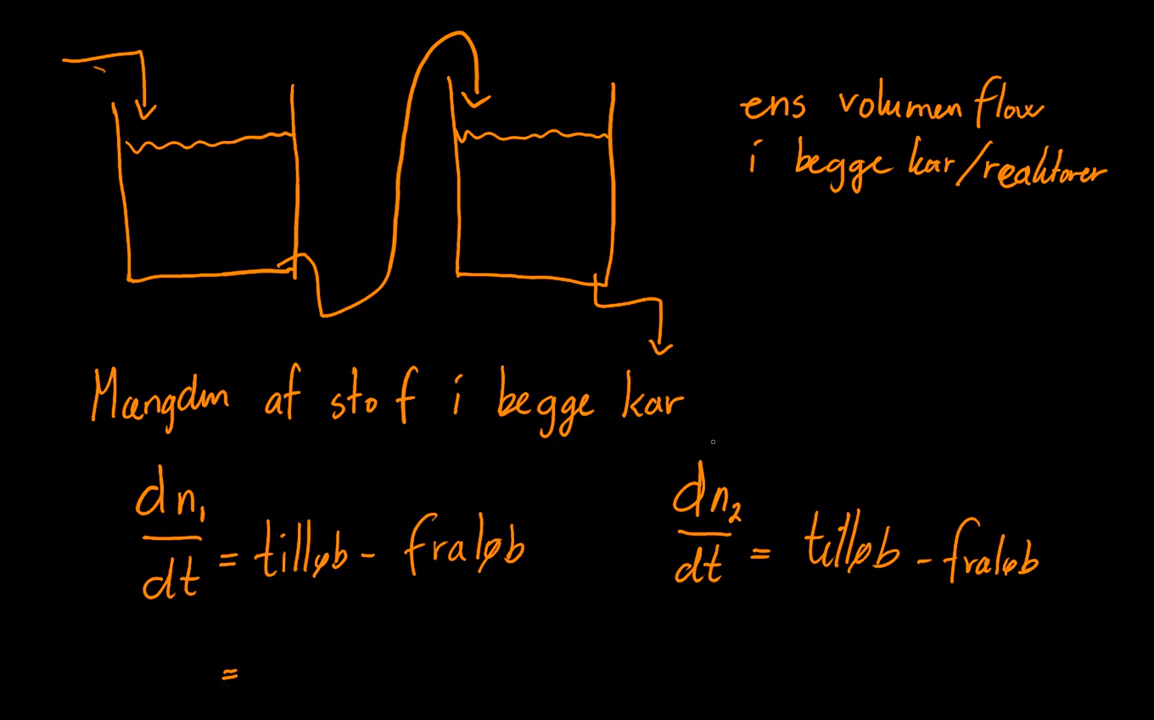 ens volumen flow
i begge kar/reaktorer
Mængden af stof i begge kar
dn₁/dt = tilløb - fraløb
dn₂/dt = tilløb - fraløb
=